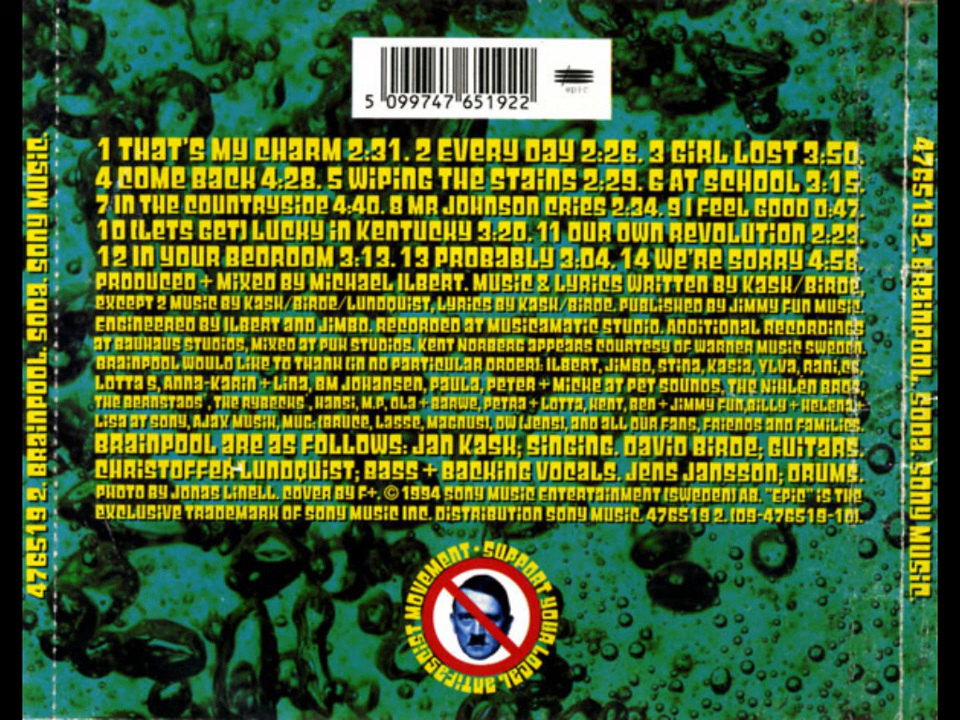 epic
5 099747 651922
1 THAT'S MY CHARM 2:31. 2 EVERY DAY 2:26. 3 GIRL LOST 3:50.
4 COME BACK 4:28. 5 WIPING THE STAINS 2:29. 6 AT SCHOOL 3:15.
7 IN THE COUNTRYSIDE 4:40. 8 MR JOHNSON CRIES 2:34. 9 I FEEL GOOD 0:47.
10 (LETS GET) LUCKY IN KENTUCKY 3:20. 11 OUR OWN REVOLUTION 2:23.
12 IN YOUR BEDROOM 3:13. 13 PROBABLY 3:04. 14 WE'RE SORRY 4:58.
PRODUCED + MIXED BY MICHAEL ILBERT. MUSIC & LYRICS WRITTEN BY KASK/BIRDE,
EXCEPT 2 MUSIC BY KASK/BIRDE/LUNDQUIST, LYRICS BY KASK/BIRDE. PUBLISHED BY JIMMY FUN MUSIC.
ENGINEERED BY ILBERT AND JIMBO. RECORDED AT MUSICAMATIC STUDIO. ADDITIONAL RECORDINGS
AT BAUHAUS STUDIOS, MIXED AT PUK STUDIOS. KENT NORBERG APPEARS COURTESY OF WARNER MUSIC SWEDEN.
BRAINPOOL WOULD LIKE TO THANK (IN NO PARTICULAR ORDER): ILBERT, JIMBO, STINA, KASIA, YLVA, RANI,
LOTTA S, ANNA-KARIN + LINA, BM JOHANSEN, PAULA, PETER + MICKE AT PET SOUNDS, THE NIHLÉN BROS,
THE BEANSTADS, THE RYBECKS, HANSI, M.P, OLA + BARWE, PETRA + LOTTA, KENT, BEN + JIMMY FUN, BILLY + HELENA +
LISA AT SONY, AJAX MUSIK, MUG (BRUCE, LASSE, MAGNUS), OW (JENS), AND ALL OUR FANS, FRIENDS AND FAMILIES.
BRAINPOOL ARE AS FOLLOWS: JAN KASK; SINGING. DAVID BIRDE; GUITARS.
CHRISTOFFER LUNDQUIST; BASS + BACKING VOCALS. JENS JANSSON; DRUMS.
PHOTO BY JONAS LINELL. COVER BY F+. © 1994 SONY MUSIC ENTERTAINMENT (SWEDEN) AB. "EPIC" IS THE
EXCLUSIVE TRADEMARK OF SONY MUSIC INC. DISTRIBUTION SONY MUSIC. 476519 2. (09-476519-10).
SUPPORT YOUR LOCAL ANTIFASCIST MOVEMENT ·
476519 2. BRAINPOOL. SODA. SONY MUSIC.
476519 2. BRAINPOOL. SODA. SONY MUSIC.